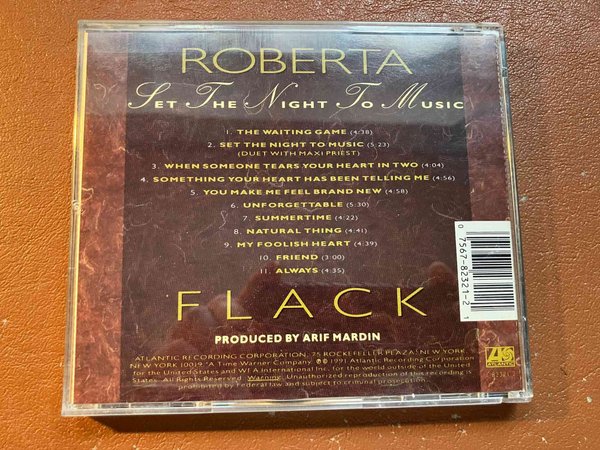 ROBERTA
SET THE NIGHT TO MUSIC
1. THE WAITING GAME (4:38)
2. SET THE NIGHT TO MUSIC (5:23)
(DUET WITH MAXI PRIEST)
3. WHEN SOMEONE TEARS YOUR HEART IN TWO (4:04)
4. SOMETHING YOUR HEART HAS BEEN TELLING ME (4:56)
5. YOU MAKE ME FEEL BRAND NEW (4:58)
6. UNFORGETTABLE (5:30)
7. SUMMERTIME (4:22)
8. NATURAL THING (4:41)
9. MY FOOLISH HEART (4:39)
10. FRIEND (3:00)
11. ALWAYS (4:35)
0 7567-82321-2 1
FLACK
PRODUCED BY ARIF MARDIN
ATLANTIC RECORDING CORPORATION, 75 ROCKEFELLER PLAZA, NEW YORK,
NEW YORK 10019. "A Time Warner Company. ℗© 1991 Atlantic Recording Corporation
for the United States and WEA International Inc. for the world outside of the United
States. All Rights Reserved. Warning: Unauthorized reproduction of this recording is
prohibited by Federal law and subject to criminal prosecution.
ATLANTIC